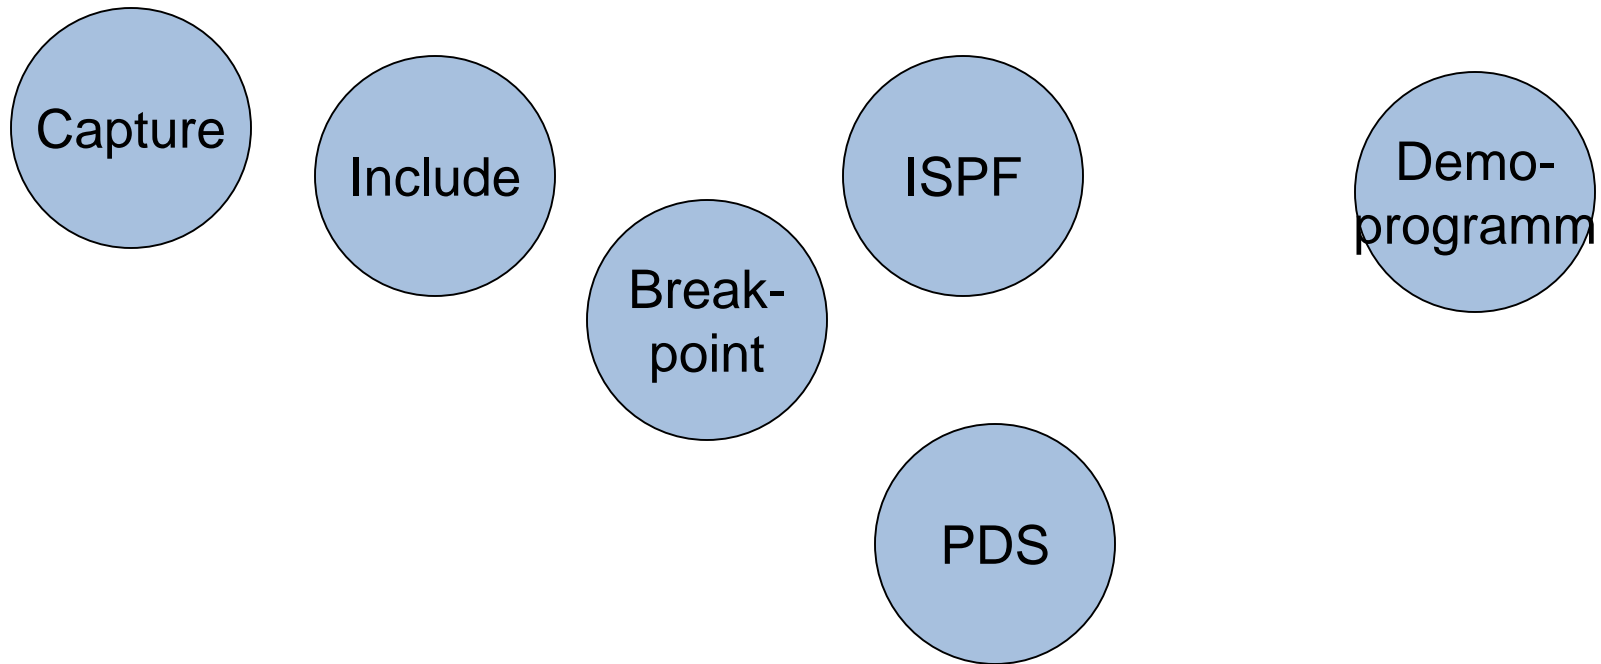 Capture
Include
Break-
point
ISPF
Demo-
programm
PDS